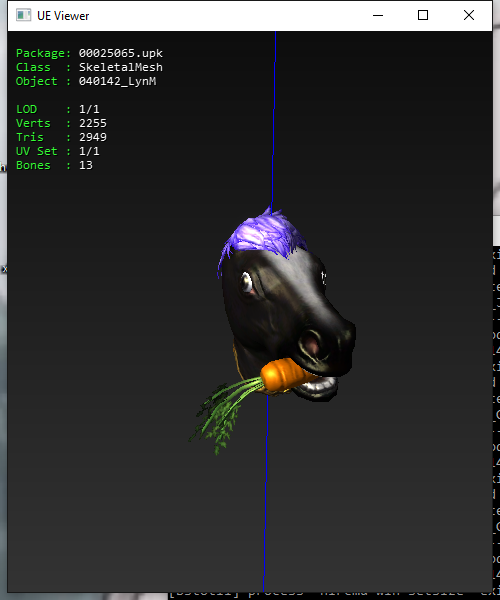 UE Viewer
Package: 00025065.upk
Class  : SkeletalMesh
Object : 040142_LynM
LOD    : 1/1
Verts  : 2255
Tris   : 2949
UV Set : 1/1
Bones  : 13